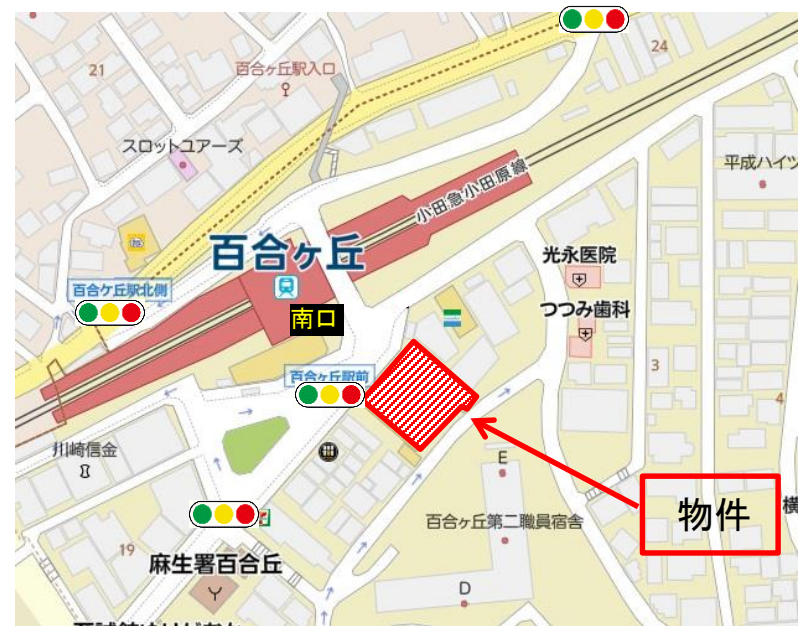 24
21
百合ヶ丘駅入口
スロットユアーズ
平成ハイツ
小田急小田原線
百合ヶ丘
光永医院
百合ケ丘駅北側
南口
つつみ歯科
3
百合ヶ丘駅前
4
川崎信金
E
物件
横
百合ヶ丘第二職員宿舎
19
麻生署百合丘
D